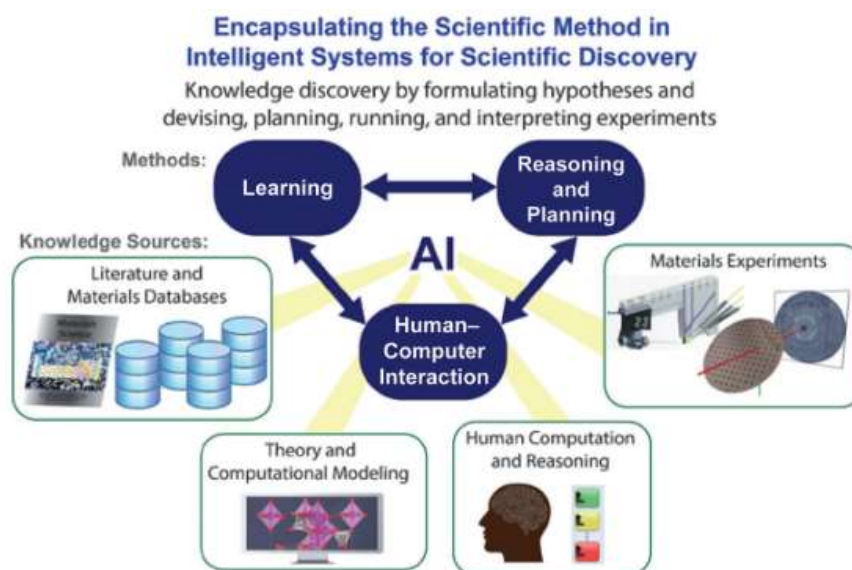 Encapsulating the Scientific Method in
Intelligent Systems for Scientific Discovery
Knowledge discovery by formulating hypotheses and
devising, planning, running, and interpreting experiments
Methods:
Learning
Reasoning
and
Planning
AI
Knowledge Sources:
Literature and
Materials Databases
Human–
Computer
Interaction
Materials Experiments
Theory and
Computational Modeling
Human Computation
and Reasoning